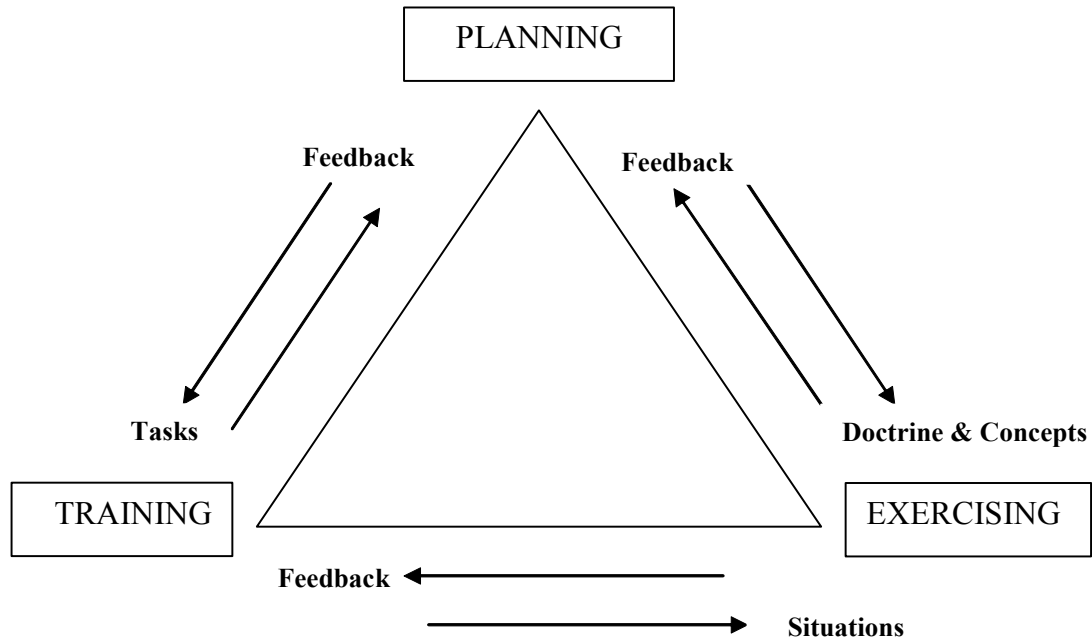 PLANNING
Feedback
Feedback
Tasks
Doctrine & Concepts
TRAINING
EXERCISING
Feedback
Situations